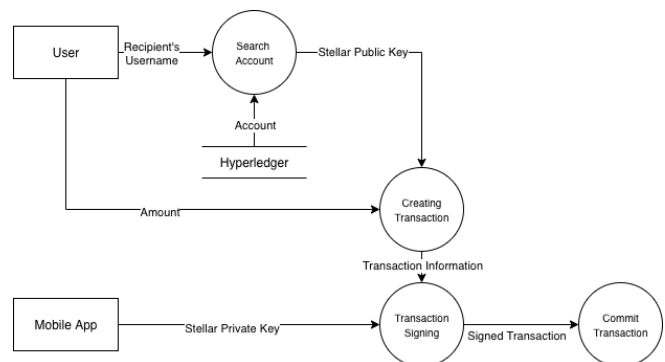 User
Recipient's
Username
Search
Account
Stellar Public Key
Account
Hyperledger
Creating
Transaction
Amount
Transaction Information
Mobile App
Stellar Private Key
Transaction
Signing
Signed Transaction
Commit
Transaction